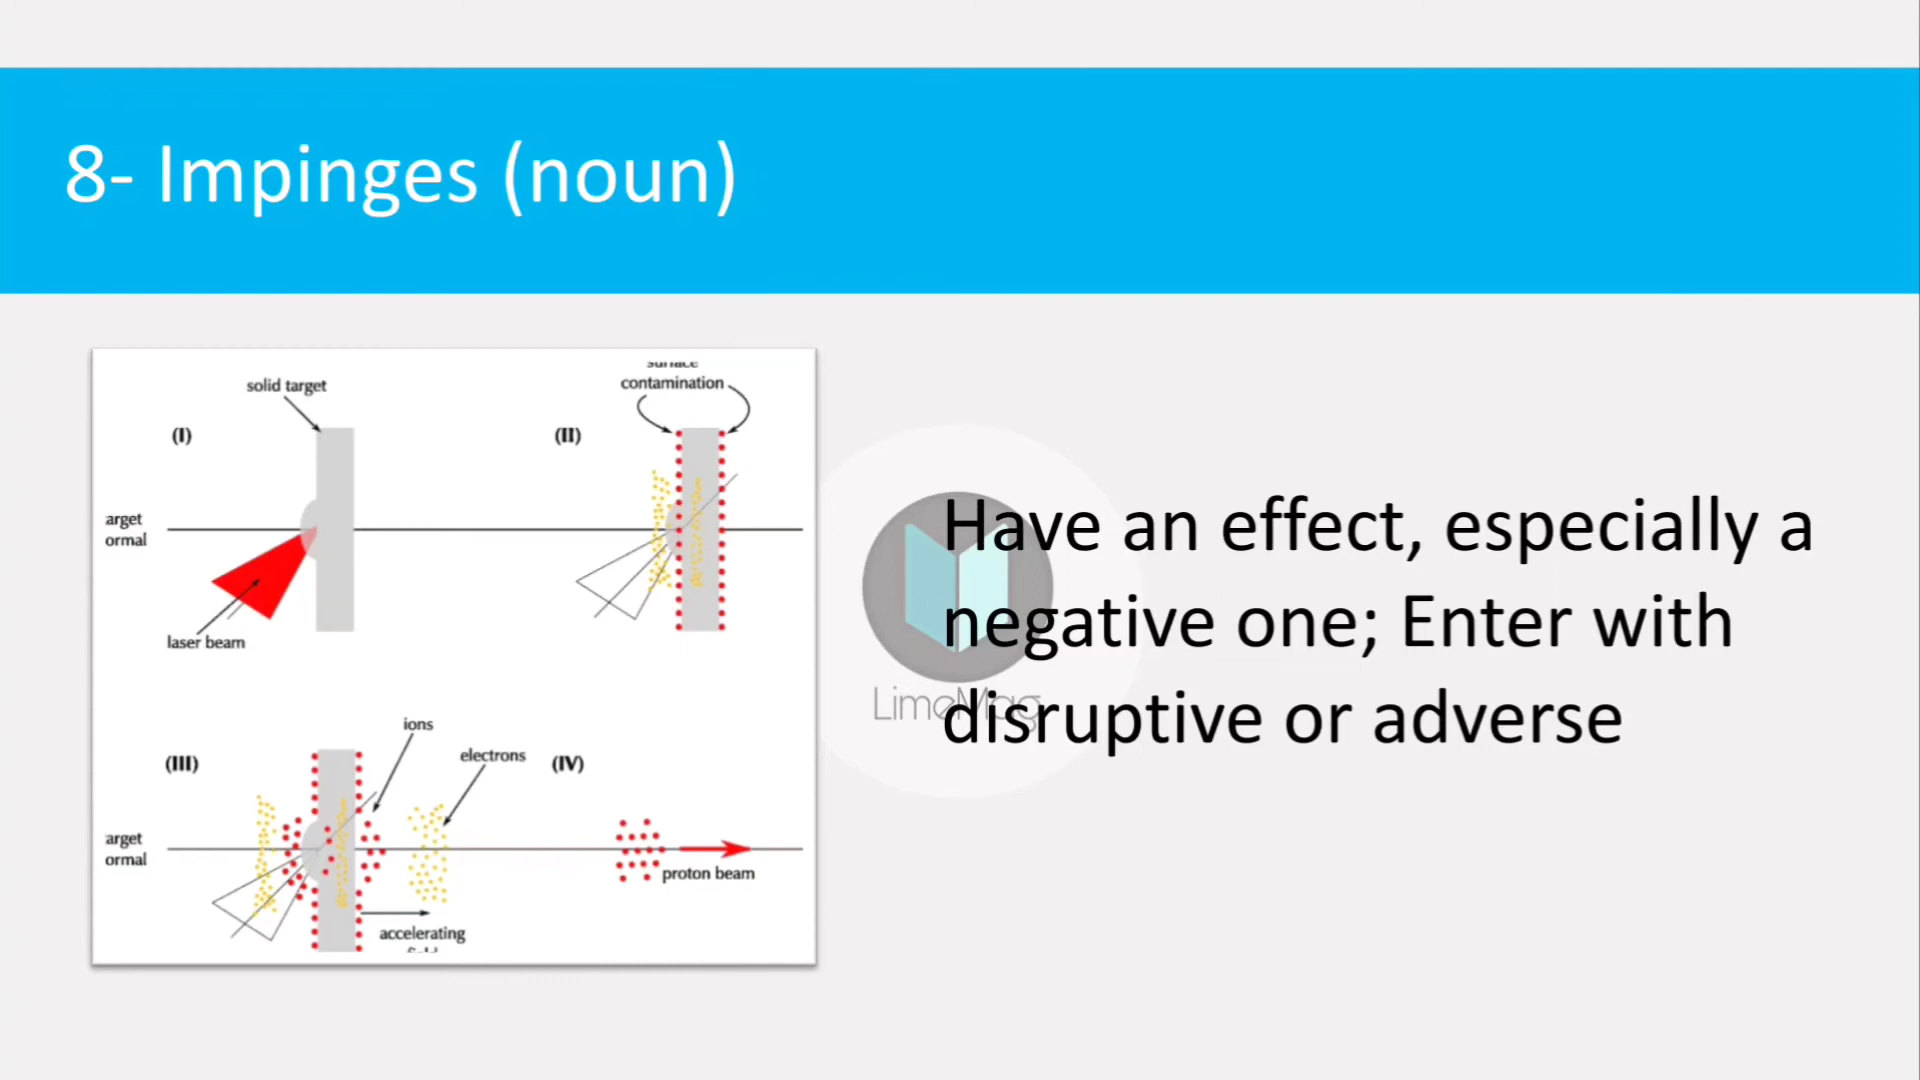 8- Impinges (noun)
solid target
(I)
arget
ormal
laser beam
contamination
(II)
ions
electrons
(III)
arget
ormal
accelerating
(IV)
proton beam
Have an effect, especially a
negative one; Enter with
disruptive or adverse
LimeMag